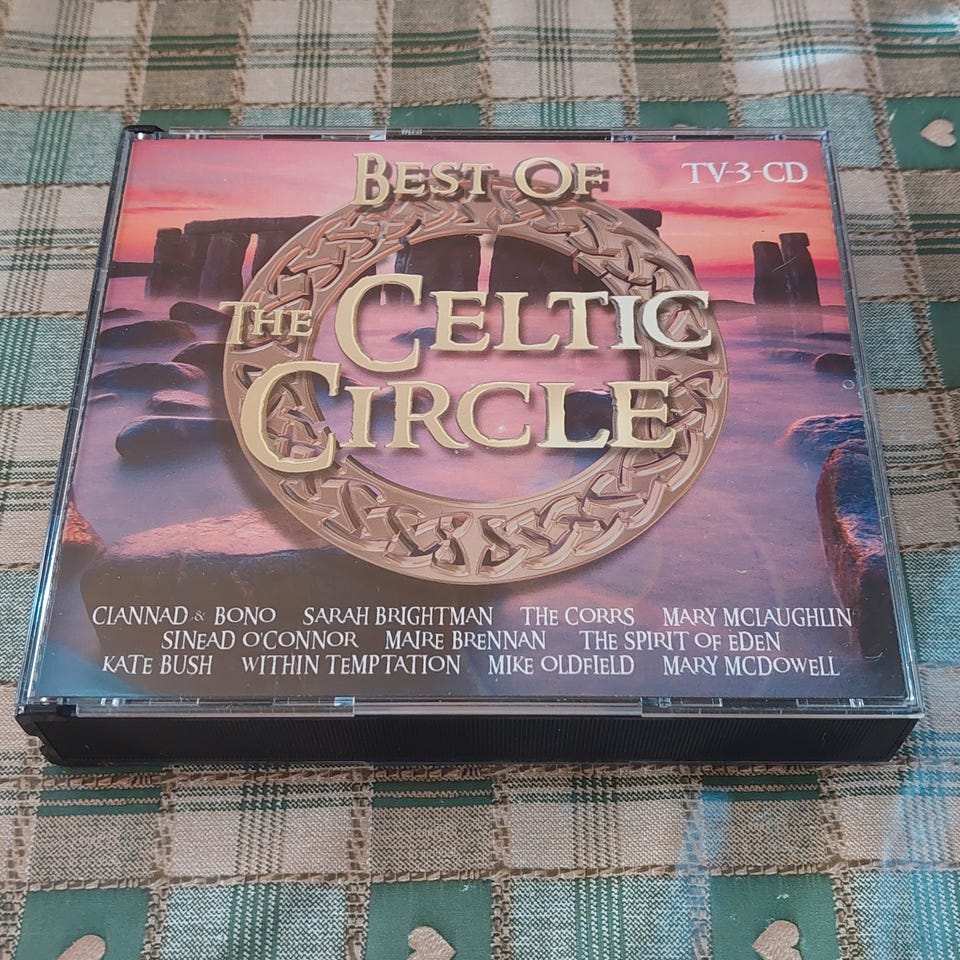 BEST OF
TV-3-CD
THE CELTIC
CIRCLE
CLANNAD & BONO SARAH BRIGHTMAN THE CORRS MARY MCLAUGHLIN
SINEAD O'CONNOR MAIRE BRENNAN THE SPIRIT OF EDEN
KATE BUSH WITHIN TEMPTATION MIKE OLDFIELD MARY MCDOWELL